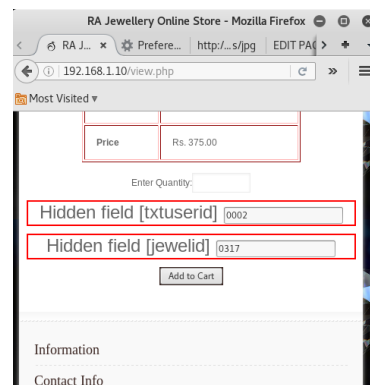 RA Jewellery Online Store - Mozilla Firefox
RA J... × Prefere... http:/...s/jpg EDIT PA
192.168.1.10/view.php
Most Visited
Price Rs. 375.00
Enter Quantity:
Hidden field [txtuserid] 0002
Hidden field [jewelid] 0317
Add to Cart
Information
Contact Info